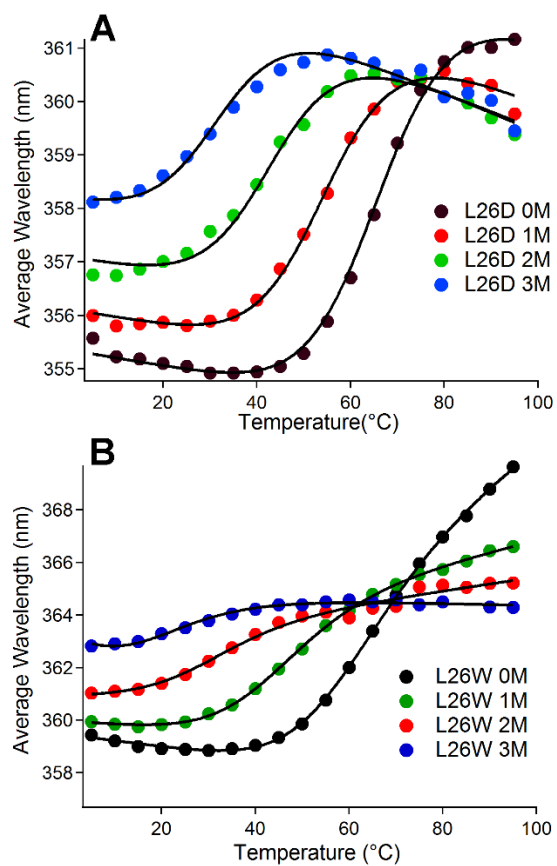 A
Average Wavelength (nm)
361
360
359
358
357
356
355
L26D 0M
L26D 1M
L26D 2M
L26D 3M
20
40
60
80
100
Temperature(°C)
B
Average Wavelength (nm)
368
366
364
362
360
358
L26W 0M
L26W 1M
L26W 2M
L26W 3M
20
40
60
80
100
Temperature (°C)